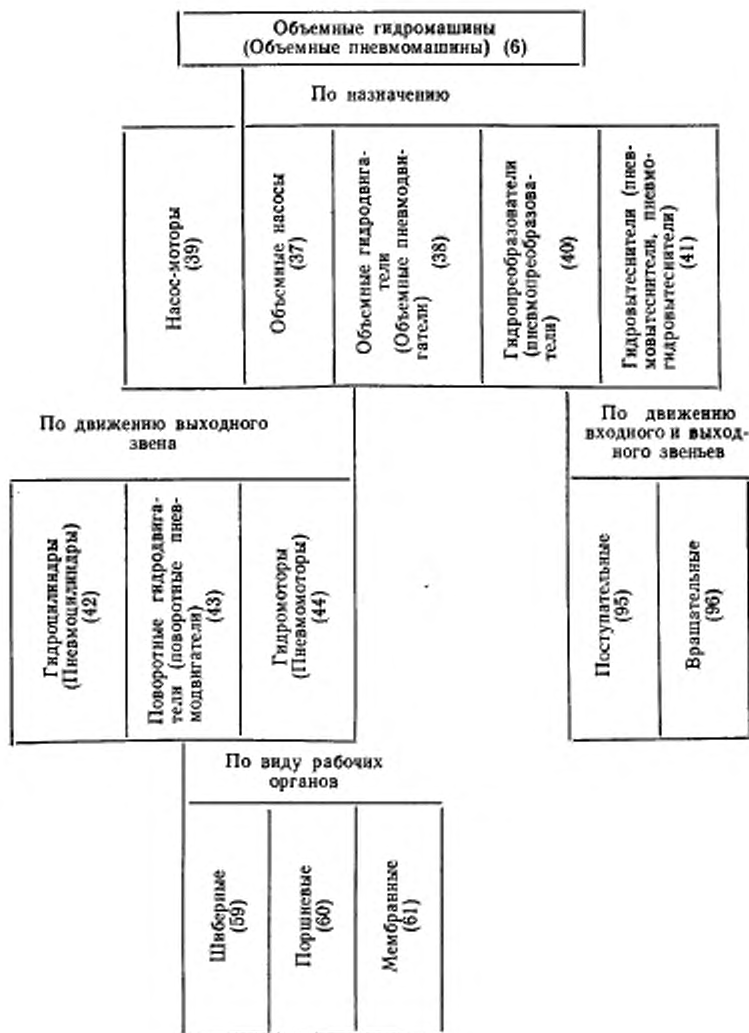 Объемные гидромашины
(Объемные пневмомашины) (6)
По назначению
Насос-моторы
(39)
Объемные насосы
(37)
Объемные гидродвига-
тели
(Объемные пневмодви-
гатели) (38)
Гидропреобразователи
(пневмопреобразова-
тели) (40)
Гидровытеснители (пнев-
мовытеснители, пневмо-
гидровытеснители)
(41)
По движению выходного
звена
По движению
входного и выход-
ного звеньев
Гидроцилиндры
(Пневмоцилиндры)
(42)
Поворотные гидродвига-
тели (поворотные пнев-
модвигатели) (43)
Гидромоторы
(Пневмомоторы)
(44)
Поступательные
(95)
Вращательные
(96)
По виду рабочих
органов
Шиберные
(59)
Поршневые
(60)
Мембранные
(61)